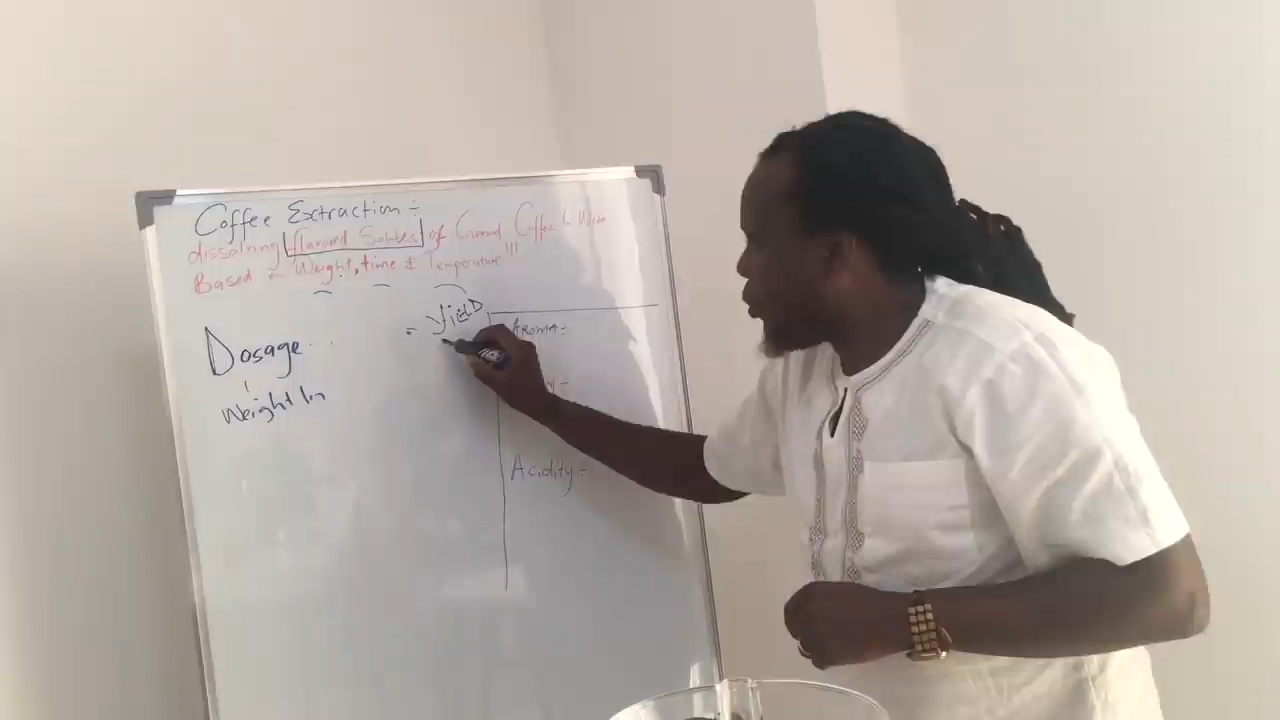 Coffee Extraction:-
dissolving flavored Solubles of Ground Coffee in Water
Based on "Weight, time & Temperature"!!!
Dosage
Weight In
= yielD
AROMA:-
Acidity:-